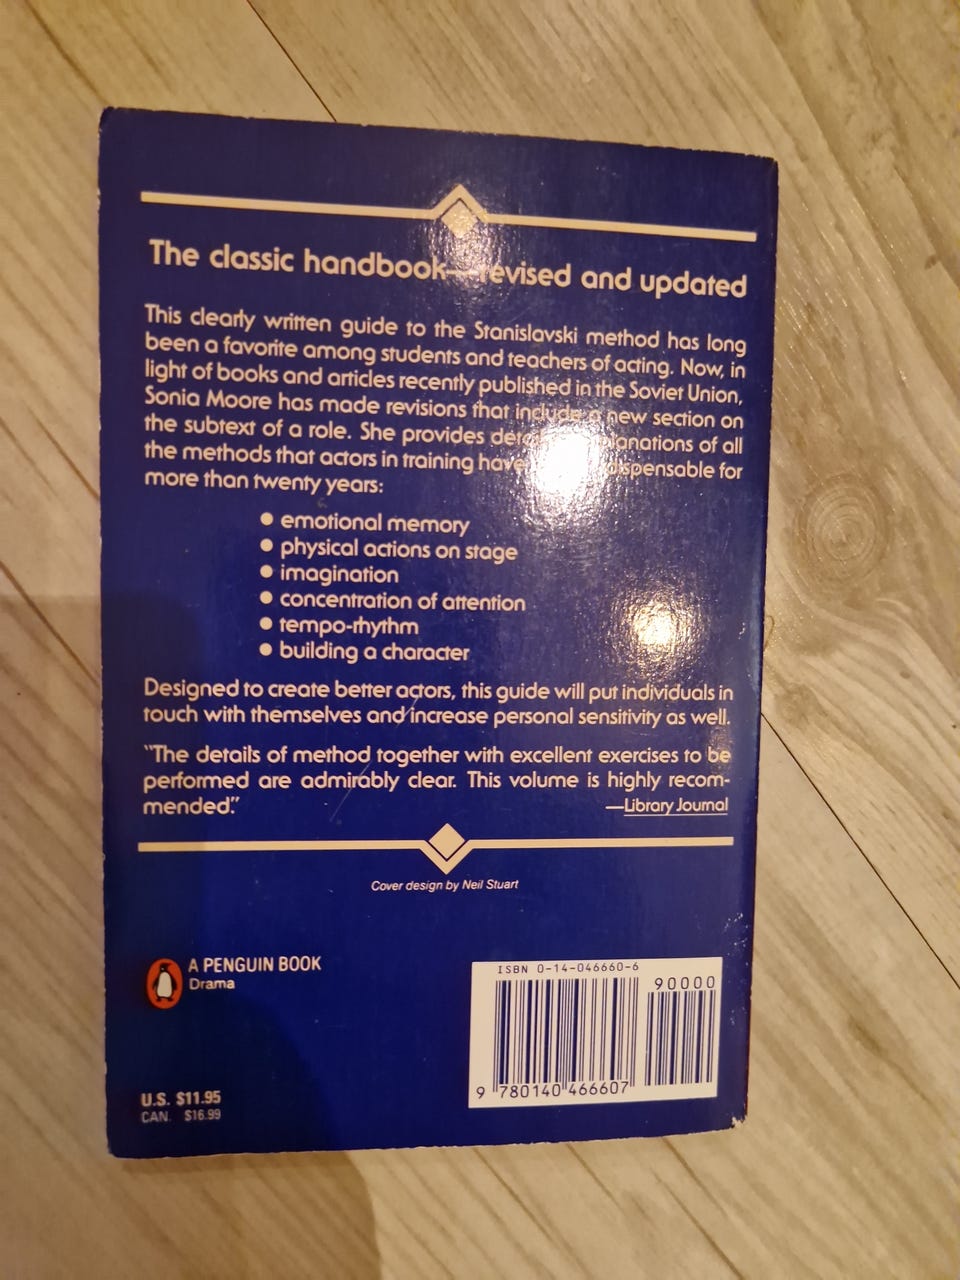 The classic handbook—revised and updated
This clearly written guide to the Stanislavski method has long
been a favorite among students and teachers of acting. Now, in
light of books and articles recently published in the Soviet Union,
Sonia Moore has made revisions that include a new section on
the subtext of a role. She provides explanations of all
the methods that actors in training have indispensable for
more than twenty years:
● emotional memory
● physical actions on stage
● imagination
● concentration of attention
● tempo-rhythm
● building a character
Designed to create better actors, this guide will put individuals in
touch with themselves and increase personal sensitivity as well.
"The details of method together with excellent exercises to be
performed are admirably clear. This volume is highly recom-
mended."
—Library Journal
Cover design by Neil Stuart
A PENGUIN BOOK
Drama
ISBN 0-14-046660-6
90000
9 780140 466607
U.S. $11.95
CAN. $16.99